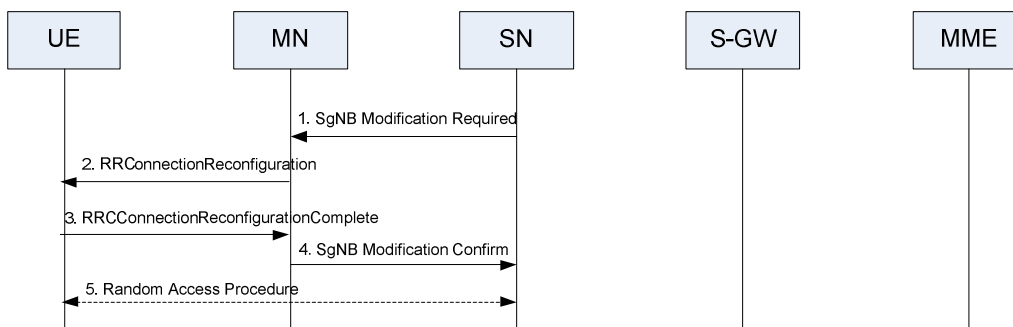 UE
MN
SN
S-GW
MME
1. SgNB Modification Required
2. RRConnectionReconfiguration
3. RRCConnectionReconfigurationComplete
4. SgNB Modification Confirm
5. Random Access Procedure